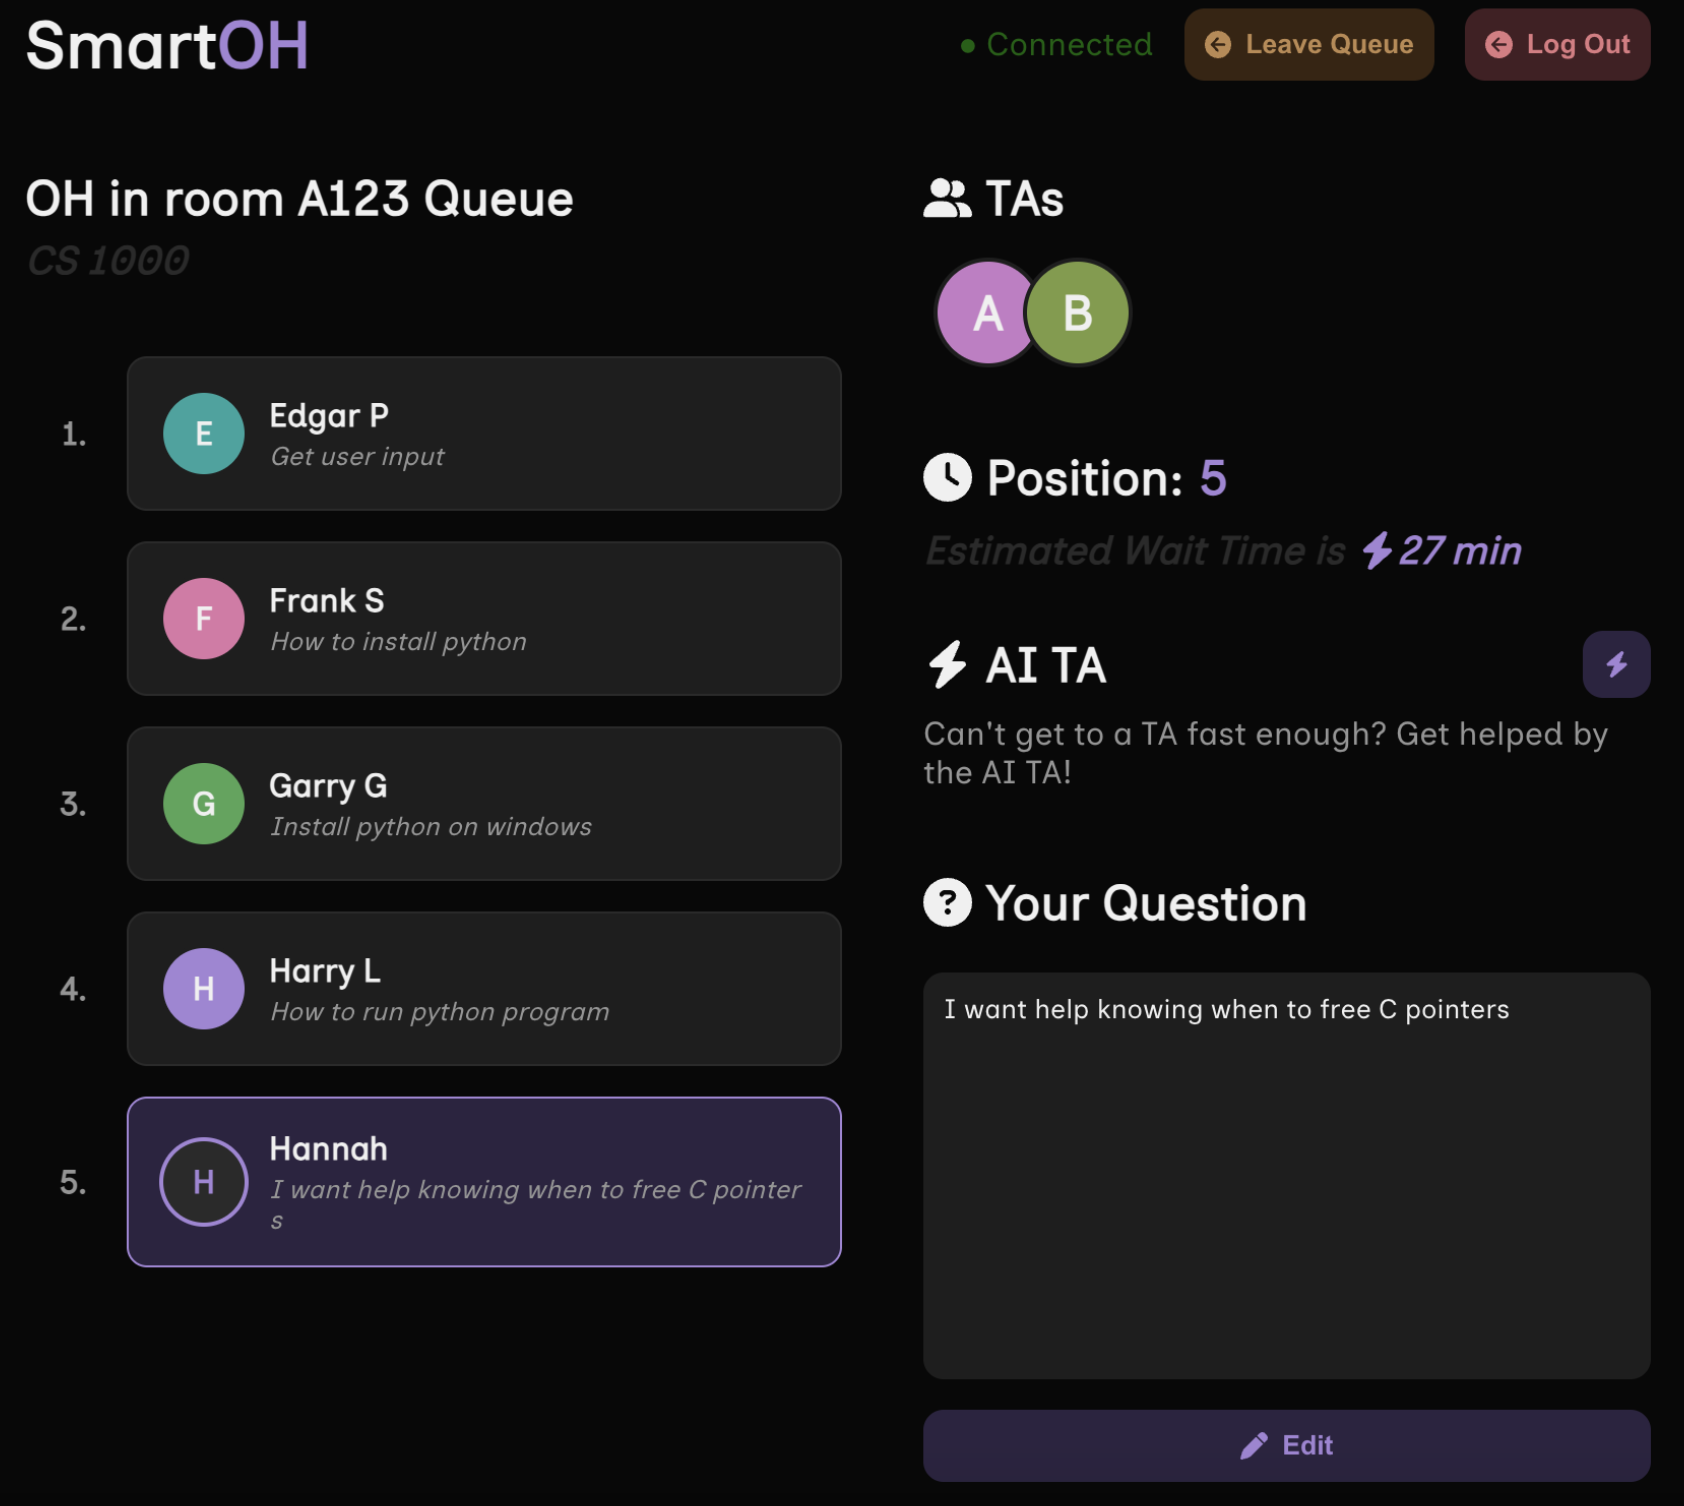 SmartOH
Connected
Leave Queue
Log Out
OH in room A123 Queue
CS 1000
1.
E
Edgar P
Get user input
2.
F
Frank S
How to install python
3.
G
Garry G
Install python on windows
4.
H
Harry L
How to run python program
5.
H
Hannah
I want help knowing when to free C pointer
s
TAs
A
B
Position: 5
Estimated Wait Time is 27 min
AI TA
Can't get to a TA fast enough? Get helped by
the AI TA!
Your Question
I want help knowing when to free C pointers
Edit